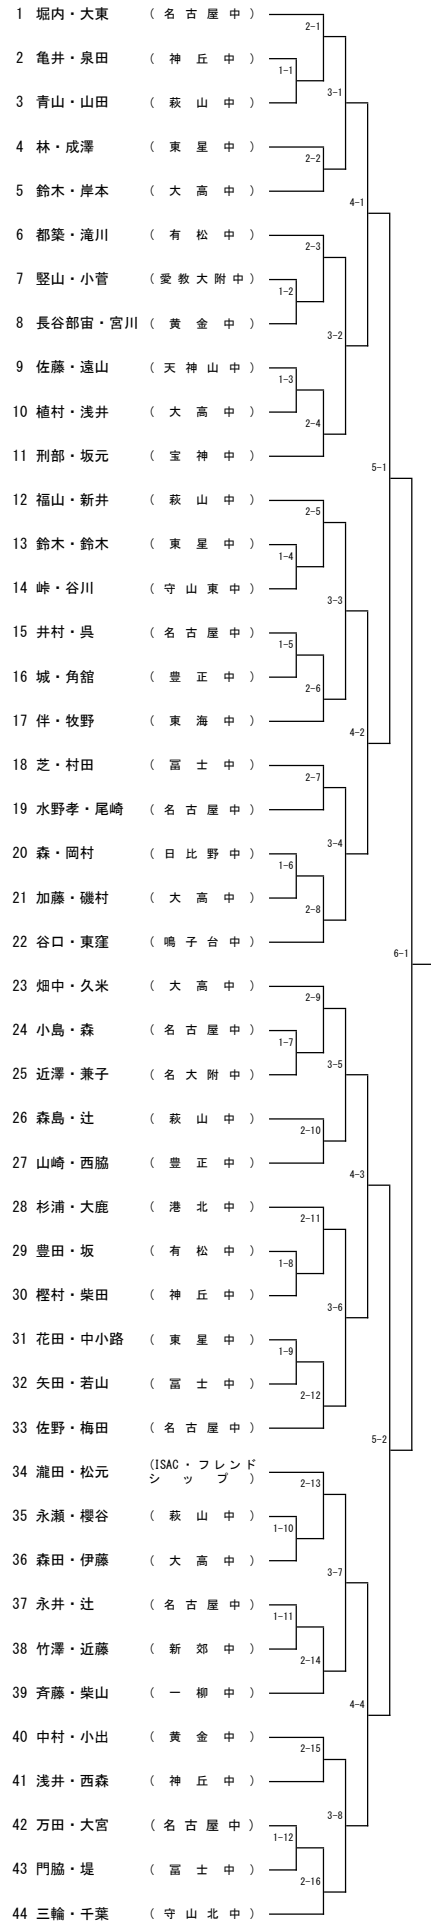 1 堀内・大東 (名古屋中)
2-1
2 亀井・泉田 (神丘中)
1-1
3 青山・山田 (萩山中)
3-1
4 林・成澤 (東星中)
2-2
5 鈴木・岸本 (大高中)
4-1
6 都築・滝川 (有松中)
2-3
7 竪山・小菅 (愛教大附中)
1-2
8 長谷部宙・宮川 (黄金中)
3-2
9 佐藤・遠山 (天神山中)
1-3
10 植村・浅井 (大高中)
2-4
11 刑部・坂元 (宝神中)
5-1
12 福山・新井 (萩山中)
2-5
13 鈴木・鈴木 (東星中)
1-4
14 峠・谷川 (守山東中)
3-3
15 井村・呉 (名古屋中)
1-5
16 城・角舘 (豊正中)
2-6
17 伴・牧野 (東海中)
4-2
18 芝・村田 (冨士中)
2-7
19 水野孝・尾崎 (名古屋中)
3-4
20 森・岡村 (日比野中)
1-6
21 加藤・磯村 (大高中)
2-8
22 谷口・東窪 (鳴子台中)
6-1
23 畑中・久米 (大高中)
2-9
24 小島・森 (名古屋中)
1-7
25 近澤・兼子 (名大附中)
3-5
26 森島・辻 (萩山中)
2-10
27 山崎・西脇 (豊正中)
4-3
28 杉浦・大鹿 (港北中)
2-11
29 豊田・坂 (有松中)
1-8
30 樫村・柴田 (神丘中)
3-6
31 花田・中小路 (東星中)
1-9
32 矢田・若山 (冨士中)
2-12
33 佐野・梅田 (名古屋中)
5-2
34 瀧田・松元 (ISAC・フレンドシップ)
2-13
35 永瀬・櫻谷 (萩山中)
1-10
36 森田・伊藤 (大高中)
3-7
37 永井・辻 (名古屋中)
1-11
38 竹澤・近藤 (新郊中)
2-14
39 斉藤・柴山 (一柳中)
4-4
40 中村・小出 (黄金中)
2-15
41 浅井・西森 (神丘中)
3-8
42 万田・大宮 (名古屋中)
1-12
43 門脇・堤 (冨士中)
2-16
44 三輪・千葉 (守山北中)